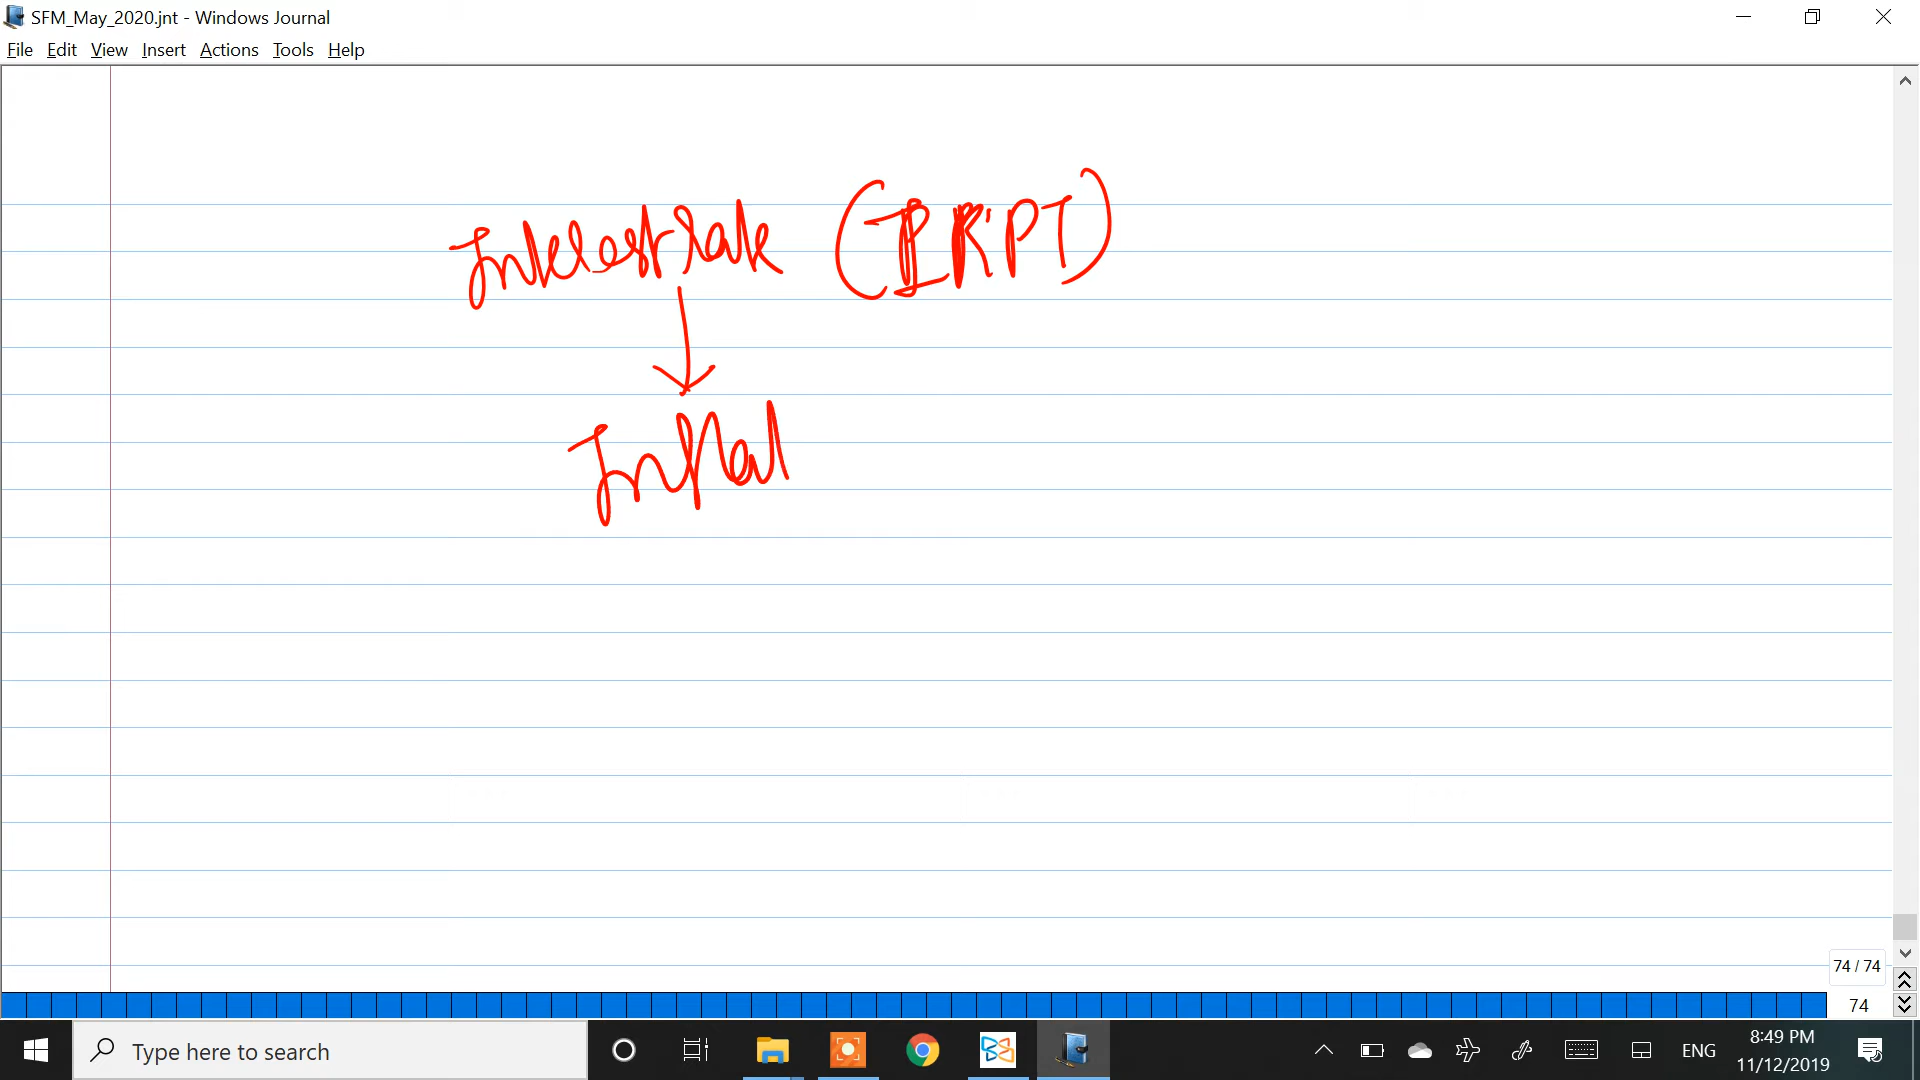 SFM_May_2020.jnt - Windows Journal
File Edit View Insert Actions Tools Help
Interest rate (IRPT)
Inflat
74 / 74
74
Type here to search
ENG
8:49 PM
11/12/2019